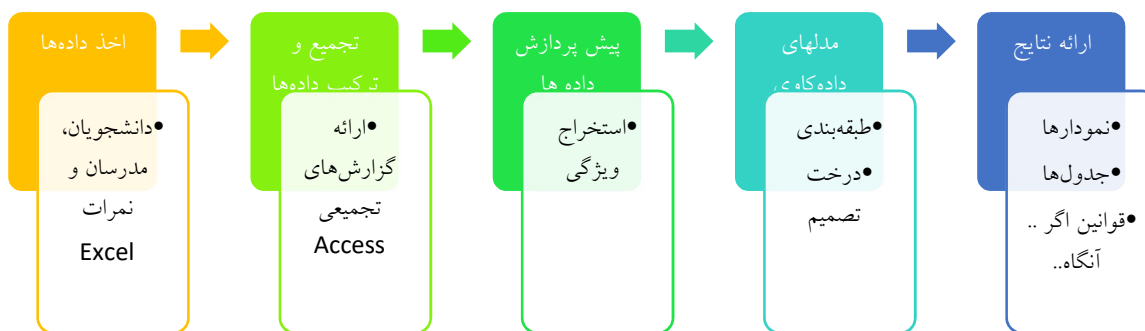 اخذ داده‌ها
•دانشجویان،
مدرسان و
نمرات
Excel
تجمیع و
ترکیب داده‌ها
•ارائه
گزارش‌های
تجمیعی
Access
پیش پردازش
داده ها
•استخراج
ویژگی
مدلهای
داده‌کاوی
•طبقه‌بندی
•درخت
تصمیم
ارائه نتایج
•نمودارها
•جدول‌ها
•قوانین اگر ..
آنگاه..